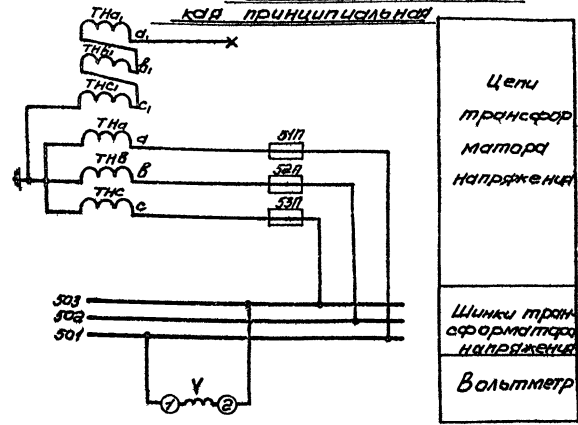 кая принципиальная
ТНа₁
а₁
ТНВ₁
в₁
ТНС₁
с₁
ТНа
а
51П
ТНВ
в
52П
ТНС
с
53П
503
502
501
V
1
2
Цепи
трансфор
матора
напряжения
Шинки тран-
сформатора
напряжения
Вольтметр